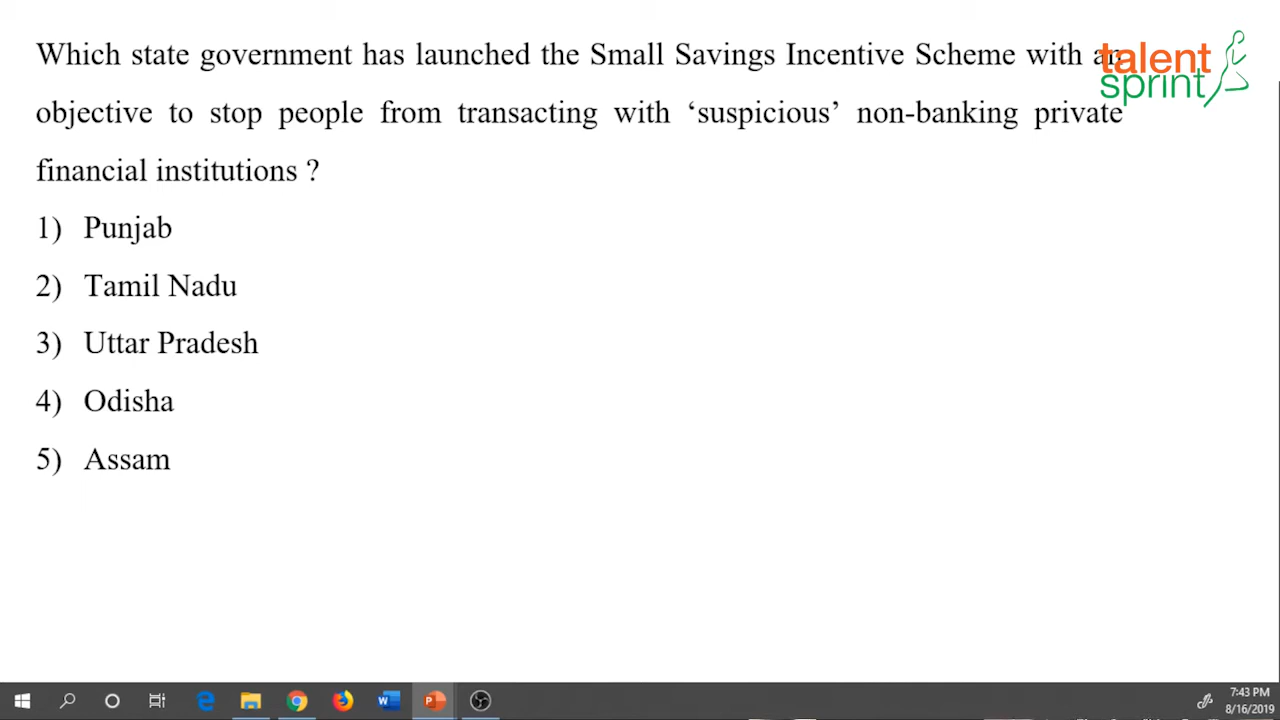 Which state government has launched the Small Savings Incentive Scheme with an
objective to stop people from transacting with ‘suspicious’ non-banking private
financial institutions ?
1) Punjab
2) Tamil Nadu
3) Uttar Pradesh
4) Odisha
5) Assam
talent
sprint
7:43 PM
8/16/2019